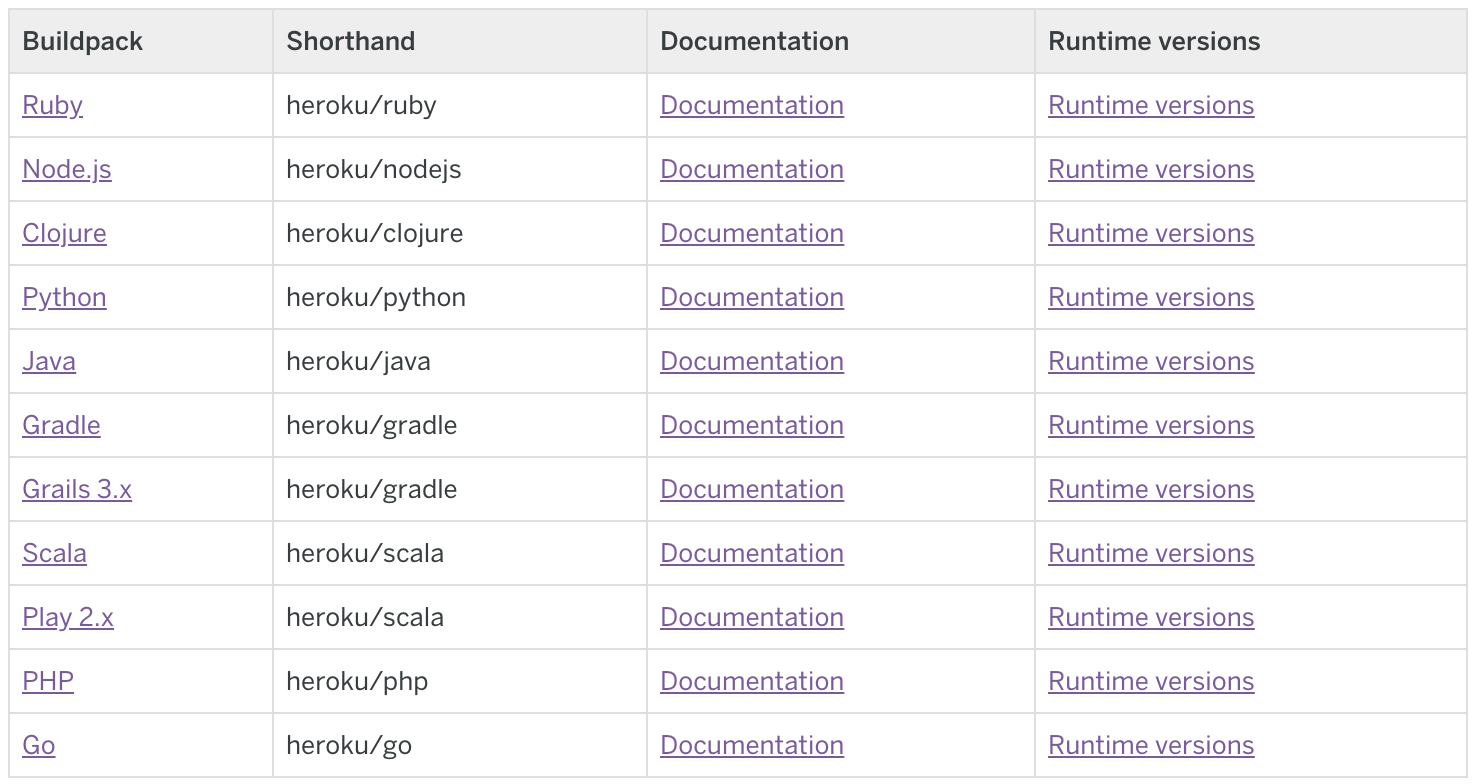 Buildpack Shorthand Documentation Runtime versions
Ruby heroku/ruby Documentation Runtime versions
Node.js heroku/nodejs Documentation Runtime versions
Clojure heroku/clojure Documentation Runtime versions
Python heroku/python Documentation Runtime versions
Java heroku/java Documentation Runtime versions
Gradle heroku/gradle Documentation Runtime versions
Grails 3.x heroku/gradle Documentation Runtime versions
Scala heroku/scala Documentation Runtime versions
Play 2.x heroku/scala Documentation Runtime versions
PHP heroku/php Documentation Runtime versions
Go heroku/go Documentation Runtime versions